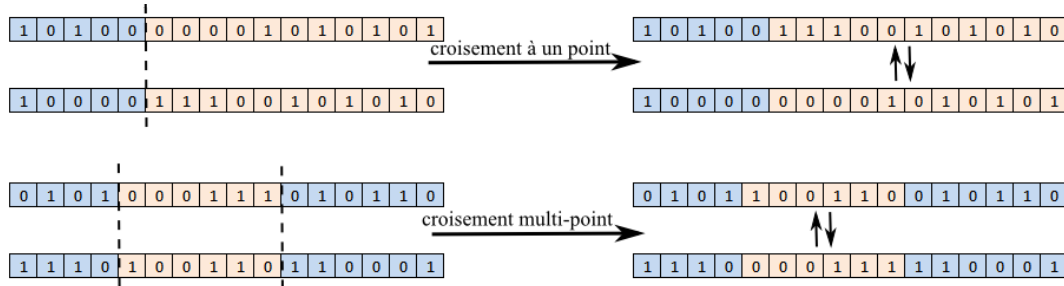 1 0 1 0 0 0 0 0 0 1 0 1 0 1 0 1
1 0 1 0 0 1 1 1 0 0 1 0 1 0 1 0
croisement à un point
1 0 0 0 0 1 1 1 0 0 1 0 1 0 1 0
1 0 0 0 0 0 0 0 0 1 0 1 0 1 0 1
0 1 0 1 0 0 0 1 1 1 0 1 0 1 1 0
0 1 0 1 1 0 0 1 1 0 0 1 0 1 1 0
croisement multi-point
1 1 1 0 1 0 0 1 1 0 1 1 0 0 0 1
1 1 1 0 0 0 0 1 1 1 1 1 0 0 0 1